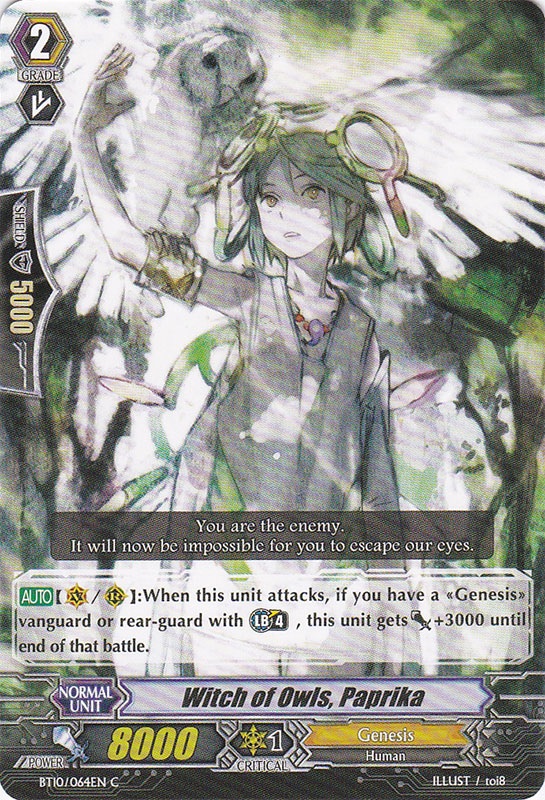 2
GRADE
SHIELD
5000
You are the enemy.
It will now be impossible for you to escape our eyes.
AUTO [ V / R ]:When this unit attacks, if you have a «Genesis»
vanguard or rear-guard with LB 4 , this unit gets +3000 until
end of that battle.
NORMAL
UNIT
Witch of Owls, Paprika
POWER
8000
1
CRITICAL
Genesis
Human
BT10/064EN C
ILLUST / toi8